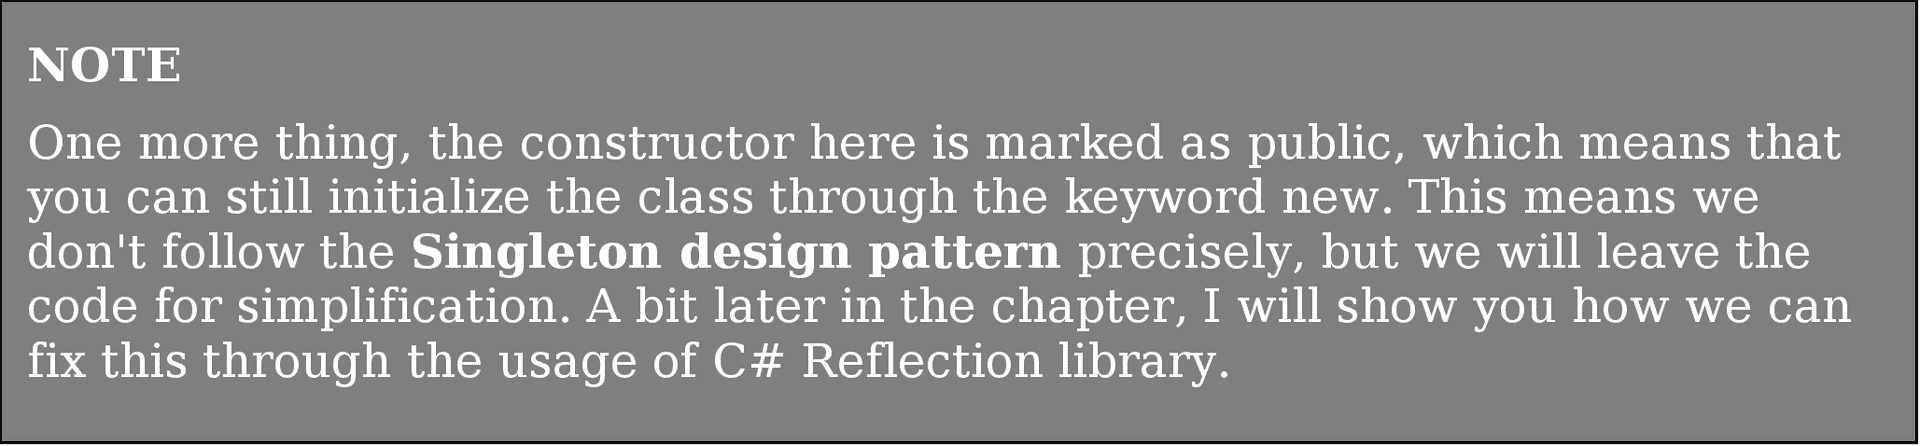 NOTE
One more thing, the constructor here is marked as public, which means that
you can still initialize the class through the keyword new. This means we
don't follow the Singleton design pattern precisely, but we will leave the
code for simplification. A bit later in the chapter, I will show you how we can
fix this through the usage of C# Reflection library.